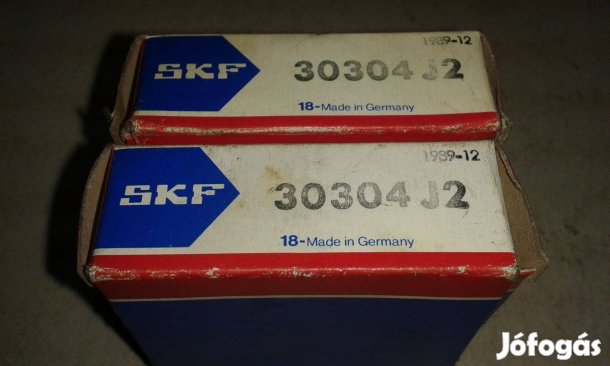 1989-12
SKF 30304 J2
18-Made in Germany
1989-12
SKF 30304 J2
18-Made in Germany
Jófogás